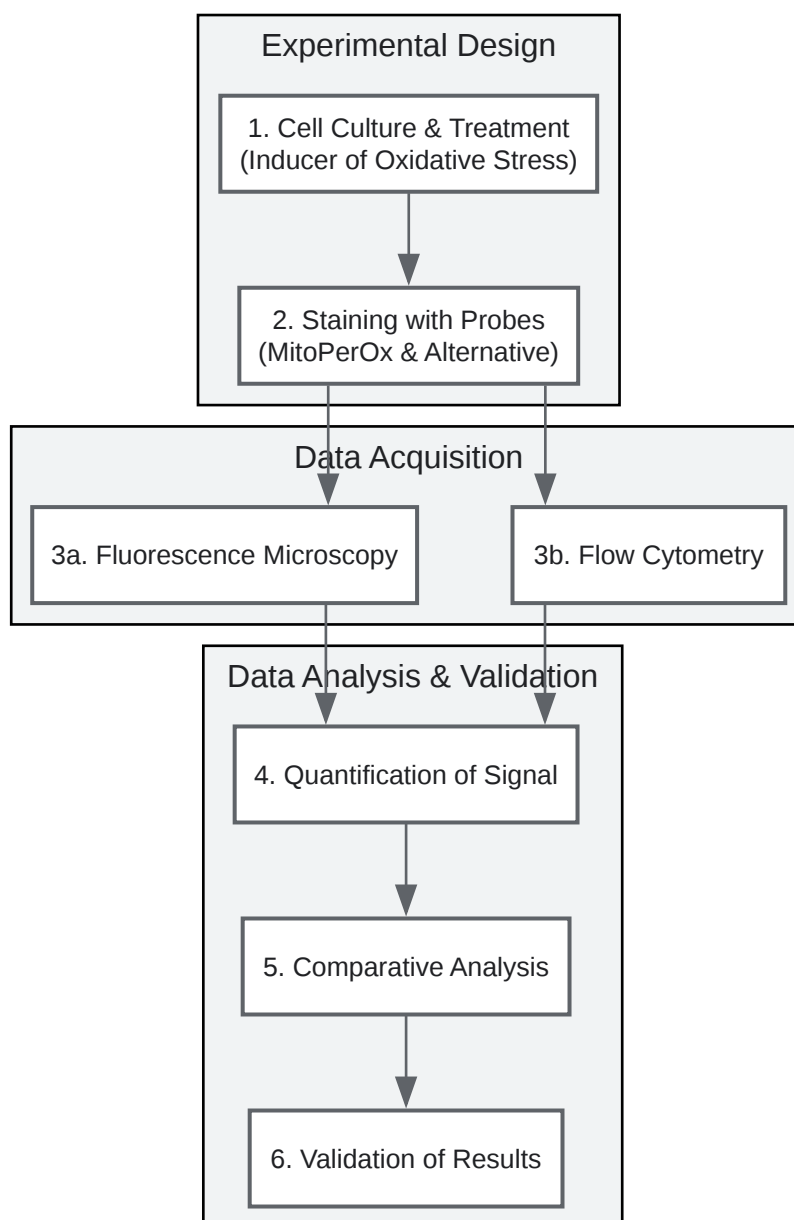 Experimental Design
1. Cell Culture & Treatment
(Inducer of Oxidative Stress)
2. Staining with Probes
(MitoPerOx & Alternative)
Data Acquisition
3a. Fluorescence Microscopy
3b. Flow Cytometry
Data Analysis & Validation
4. Quantification of Signal
5. Comparative Analysis
6. Validation of Results